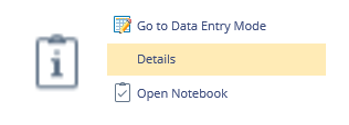 Go to Data Entry Mode
Details
Open Notebook